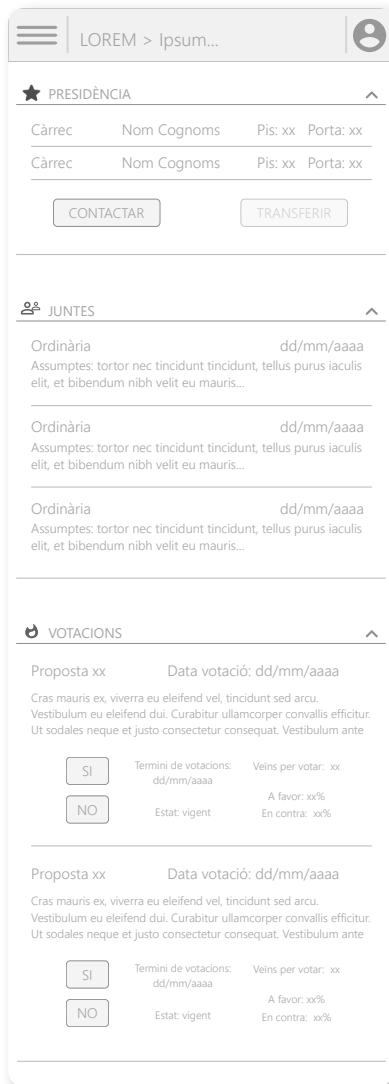 LOREM > Ipsum...
PRESIDÈNCIA
Càrrec Nom Cognoms Pis: xx Porta: xx
Càrrec Nom Cognoms Pis: xx Porta: xx
CONTACTAR TRANSFERIR
JUNTES
Ordinària dd/mm/aaaa
Assumptes: tortor nec tincidunt tincidunt, tellus purus iaculis
elit, et bibendum nibh velit eu mauris...
Ordinària dd/mm/aaaa
Assumptes: tortor nec tincidunt tincidunt, tellus purus iaculis
elit, et bibendum nibh velit eu mauris...
Ordinària dd/mm/aaaa
Assumptes: tortor nec tincidunt tincidunt, tellus purus iaculis
elit, et bibendum nibh velit eu mauris...
VOTACIONS
Proposta xx Data votació: dd/mm/aaaa
Cras mauris ex, viverra eu eleifend vel, tincidunt sed arcu.
Vestibulum eu eleifend dui. Curabitur ullamcorper convallis efficitur.
Ut sodales neque et justo consectetur consequat. Vestibulum ante
SI
NO
Termini de votacions:
dd/mm/aaaa
Estat: vigent
Veïns per votar: xx
A favor: xx%
En contra: xx%
Proposta xx Data votació: dd/mm/aaaa
Cras mauris ex, viverra eu eleifend vel, tincidunt sed arcu.
Vestibulum eu eleifend dui. Curabitur ullamcorper convallis efficitur.
Ut sodales neque et justo consectetur consequat. Vestibulum ante
SI
NO
Termini de votacions:
dd/mm/aaaa
Estat: vigent
Veïns per votar: xx
A favor: xx%
En contra: xx%